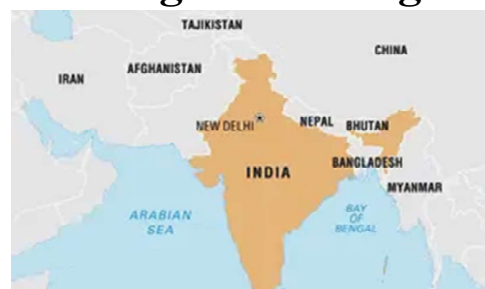 TAJIKISTAN
CHINA
IRAN
AFGHANISTAN
NEW DELHI
NEPAL
BHUTAN
INDIA
BANGLADESH
MYANMAR
ARABIAN
SEA
BAY
OF
BENGAL